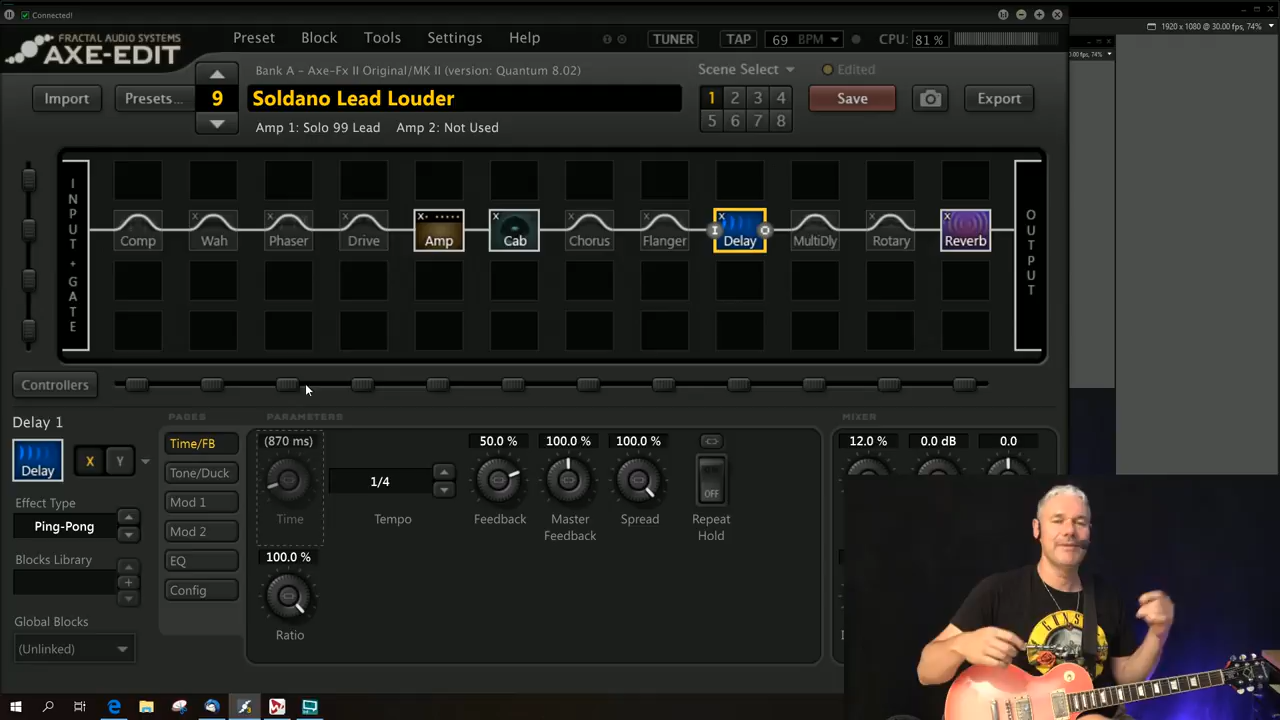 Connected!
1920 x 1080 @ 30.00 fps, 74%
FRACTAL AUDIO SYSTEMS
AXE-EDIT
Preset Block Tools Settings Help
TUNER TAP 69 BPM CPU: 81 %
Bank A – Axe-Fx II Original/MK II (version: Quantum 8.02)
Scene Select Edited
Import Presets... 9 Soldano Lead Louder 1 2 3 4 Save Export
5 6 7 8
Amp 1: Solo 99 Lead Amp 2: Not Used
INPUT + GATE
Comp Wah Phaser Drive Amp Cab Chorus Flanger Delay MultiDly Rotary Reverb
OUTPUT
Controllers
Delay 1 PAGES PARAMETERS MIXER
Time/FB (870 ms) 50.0 % 100.0 % 100.0 % 12.0 % 0.0 dB 0.0
Delay X Y Tone/Duck 1/4 OFF
Mod 1
Effect Type
Ping-Pong Mod 2 Time Tempo Feedback Master Feedback Spread Repeat Hold
Blocks Library EQ 100.0 %
Config
Global Blocks
(Unlinked) Ratio
GUNS